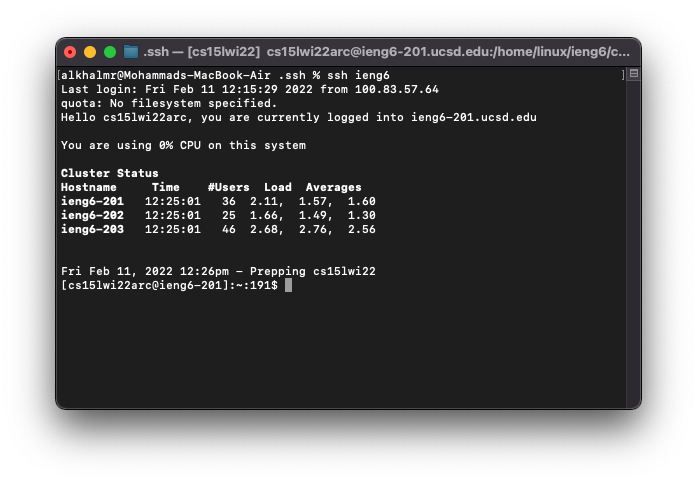 .ssh — [cs15lwi22] cs15lwi22arc@ieng6-201.ucsd.edu:/home/linux/ieng6/c...
[alkhalmr@Mohammads-MacBook-Air .ssh % ssh ieng6 ]
Last login: Fri Feb 11 12:15:29 2022 from 100.83.57.64
quota: No filesystem specified.
Hello cs15lwi22arc, you are currently logged into ieng6-201.ucsd.edu
You are using 0% CPU on this system
Cluster Status
Hostname     Time    #Users  Load  Averages
ieng6-201   12:25:01   36  2.11,  1.57,  1.60
ieng6-202   12:25:01   25  1.66,  1.49,  1.30
ieng6-203   12:25:01   46  2.68,  2.76,  2.56
Fri Feb 11, 2022 12:26pm - Prepping cs15lwi22
[cs15lwi22arc@ieng6-201]:~:191$